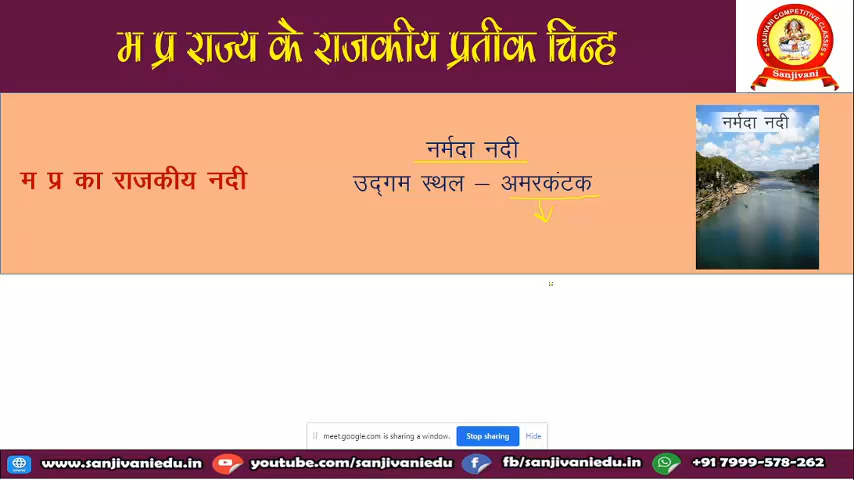 म प्र राज्य के राजकीय प्रतीक चिन्ह
SANJIVANI COMPETITIVE CLASSES
Sanjivani
म प्र का राजकीय नदी
नर्मदा नदी
उद्गम स्थल – अमरकंटक
नर्मदा नदी
meet.google.com is sharing a window.
Stop sharing
Hide
www.sanjivaniedu.in
youtube.com/sanjivaniedu
fb/sanjivaniedu.in
+91 7999-578-262